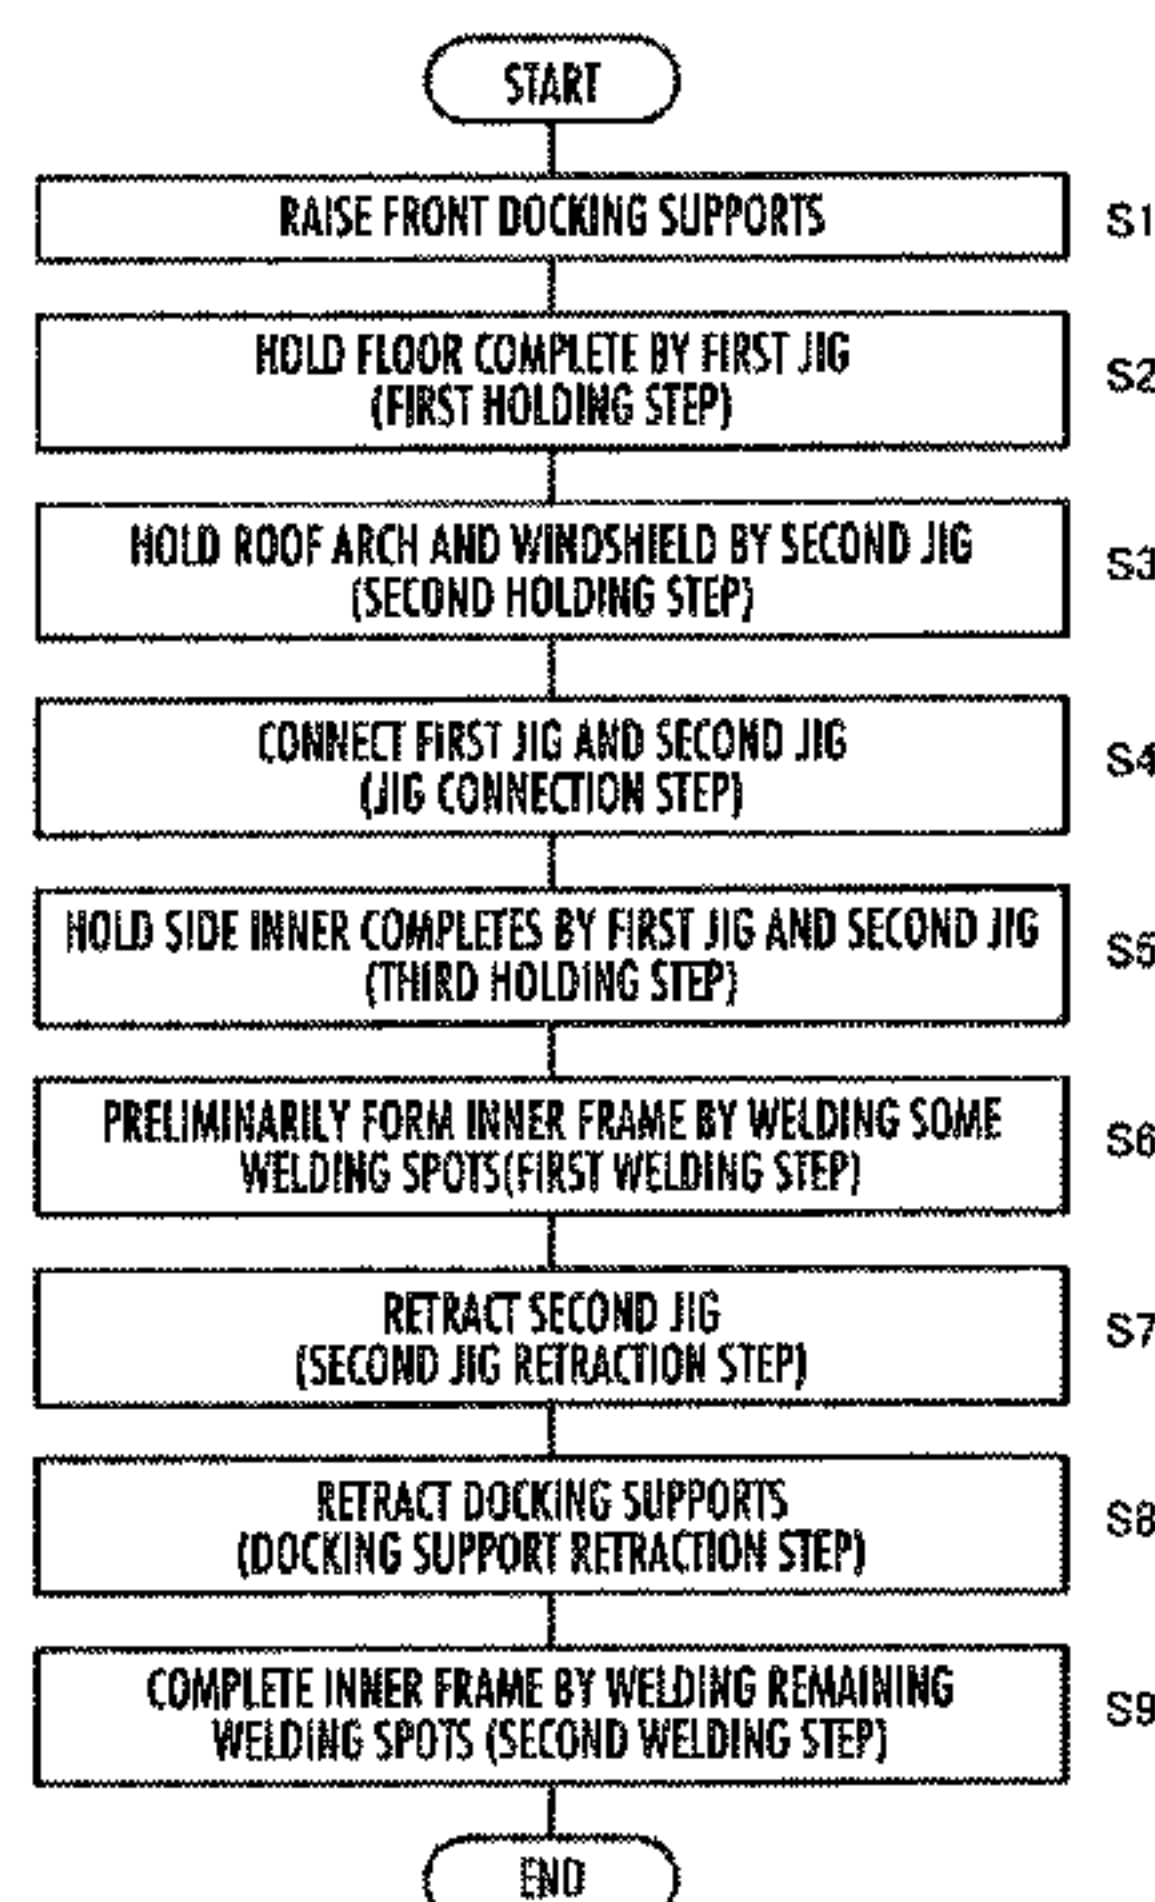 START
RAISE FRONT DOCKING SUPPORTS
S1
HOLD FLOOR COMPLETE BY FIRST JIG
(FIRST HOLDING STEP)
S2
HOLD ROOF ARCH AND WINDSHIELD BY SECOND JIG
(SECOND HOLDING STEP)
S3
CONNECT FIRST JIG AND SECOND JIG
(JIG CONNECTION STEP)
S4
HOLD SIDE INNER COMPLETES BY FIRST JIG AND SECOND JIG
(THIRD HOLDING STEP)
S5
PRELIMINARILY FORM INNER FRAME BY WELDING SOME
WELDING SPOTS(FIRST WELDING STEP)
S6
RETRACT SECOND JIG
(SECOND JIG RETRACTION STEP)
S7
RETRACT DOCKING SUPPORTS
(DOCKING SUPPORT RETRACTION STEP)
S8
COMPLETE INNER FRAME BY WELDING REMAINING
WELDING SPOTS (SECOND WELDING STEP)
S9
END